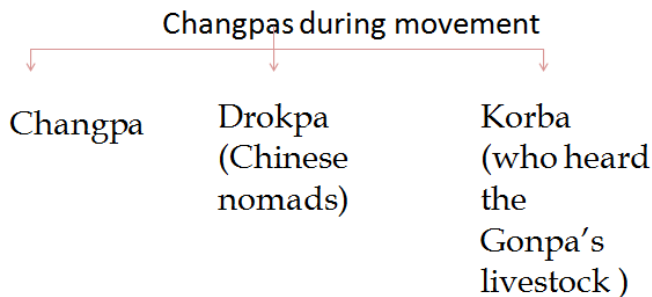 Changpas during movement
Changpa
Drokpa
(Chinese
nomads)
Korba
(who heard
the
Gonpa’s
livestock )